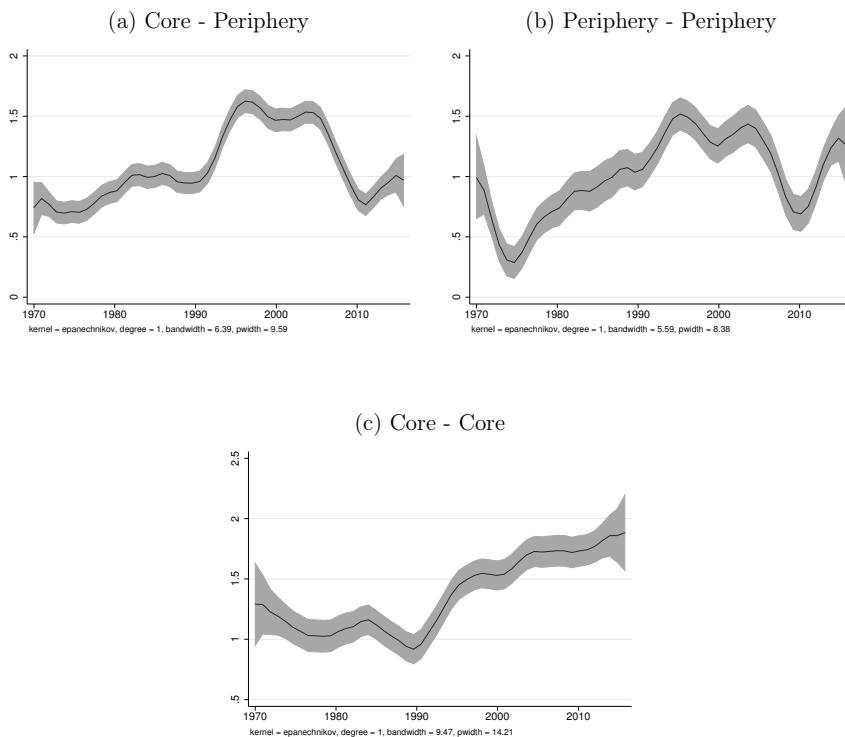 (a) Core - Periphery
(b) Periphery - Periphery
2
1.5
1
.5
0
1970 1980 1990 2000 2010
kernel = epanechnikov, degree = 1, bandwidth = 6.39, pwidth = 9.59
2
1.5
1
.5
0
1970 1980 1990 2000 2010
kernel = epanechnikov, degree = 1, bandwidth = 5.59, pwidth = 8.38
(c) Core - Core
2.5
2
1.5
1
.5
1970 1980 1990 2000 2010
kernel = epanechnikov, degree = 1, bandwidth = 9.47, pwidth = 14.21